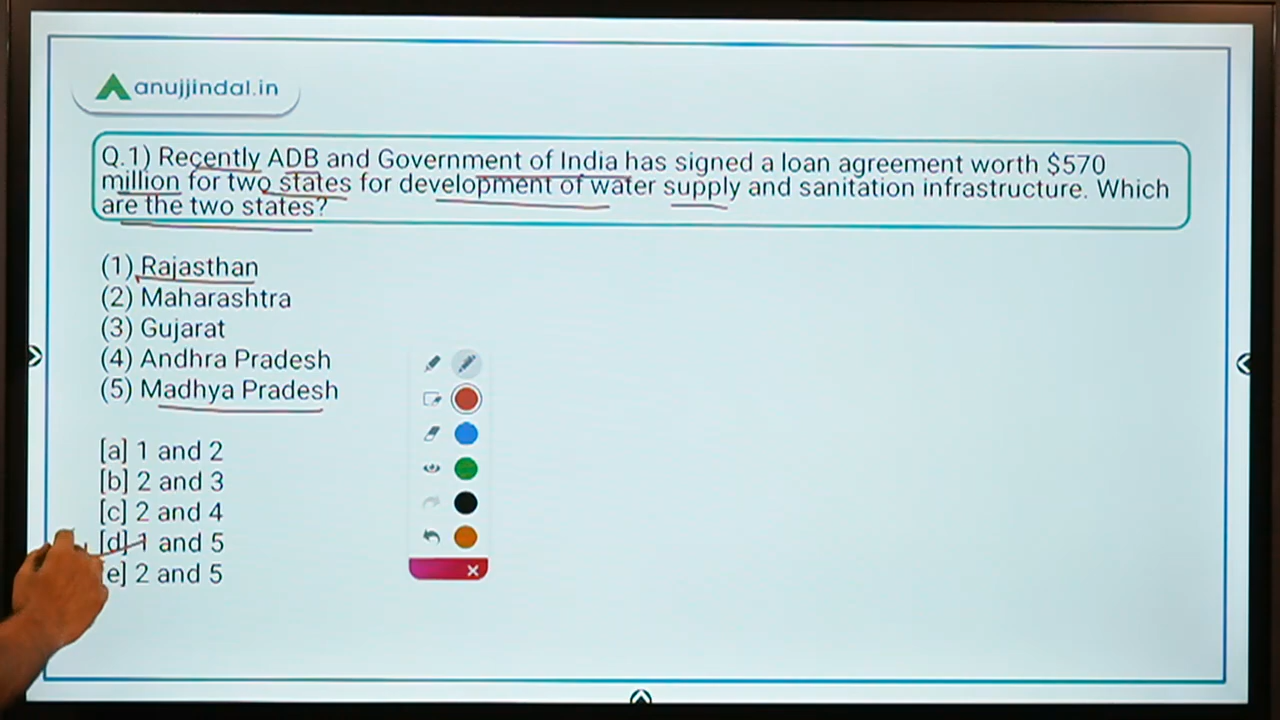 anujjindal.in
Q.1) Recently ADB and Government of India has signed a loan agreement worth $570
million for two states for development of water supply and sanitation infrastructure. Which
are the two states?
(1) Rajasthan
(2) Maharashtra
(3) Gujarat
(4) Andhra Pradesh
(5) Madhya Pradesh
[a] 1 and 2
[b] 2 and 3
[c] 2 and 4
[d] 1 and 5
[e] 2 and 5